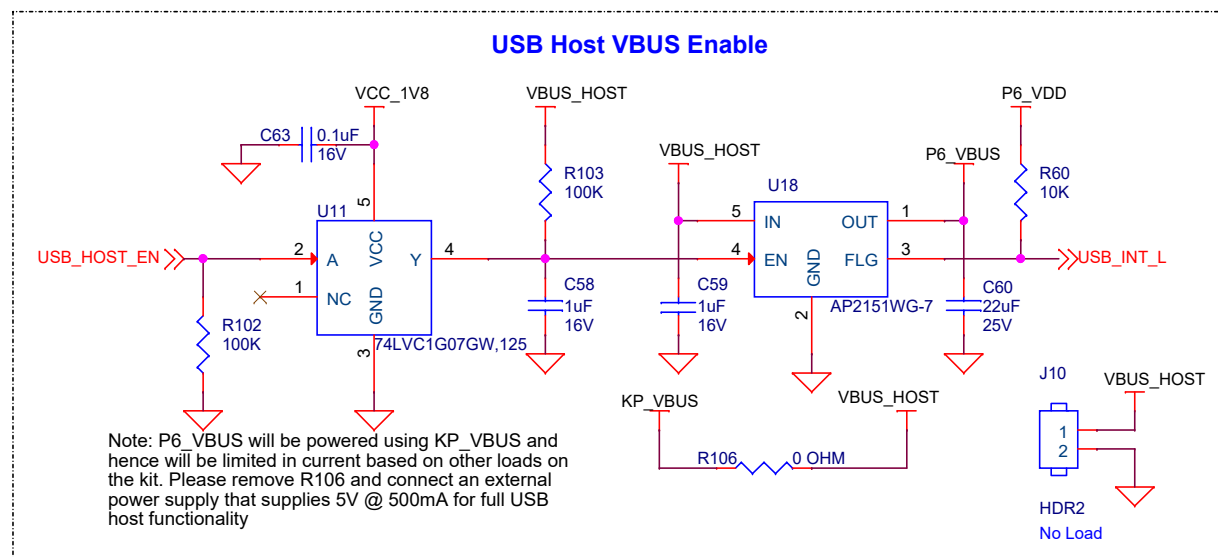 USB Host VBUS Enable
VCC_1V8
VBUS_HOST
P6_VDD
C63
0.1uF
16V
VBUS_HOST
P6_VBUS
R103
100K
R60
10K
U11
5
U18
USB_HOST_EN
2
A
VCC
Y
4
5
IN
OUT
1
4
EN
FLG
3
USB_INT_L
1
NC
GND
GND
C58
1uF
16V
C59
1uF
16V
AP2151WG-7
C60
22uF
25V
R102
100K
3
74LVC1G07GW,125
2
J10
VBUS_HOST
KP_VBUS
VBUS_HOST
1
2
R106
0 OHM
Note: P6_VBUS will be powered using KP_VBUS and
hence will be limited in current based on other loads on
the kit. Please remove R106 and connect an external
power supply that supplies 5V @ 500mA for full USB
host functionality
HDR2
No Load